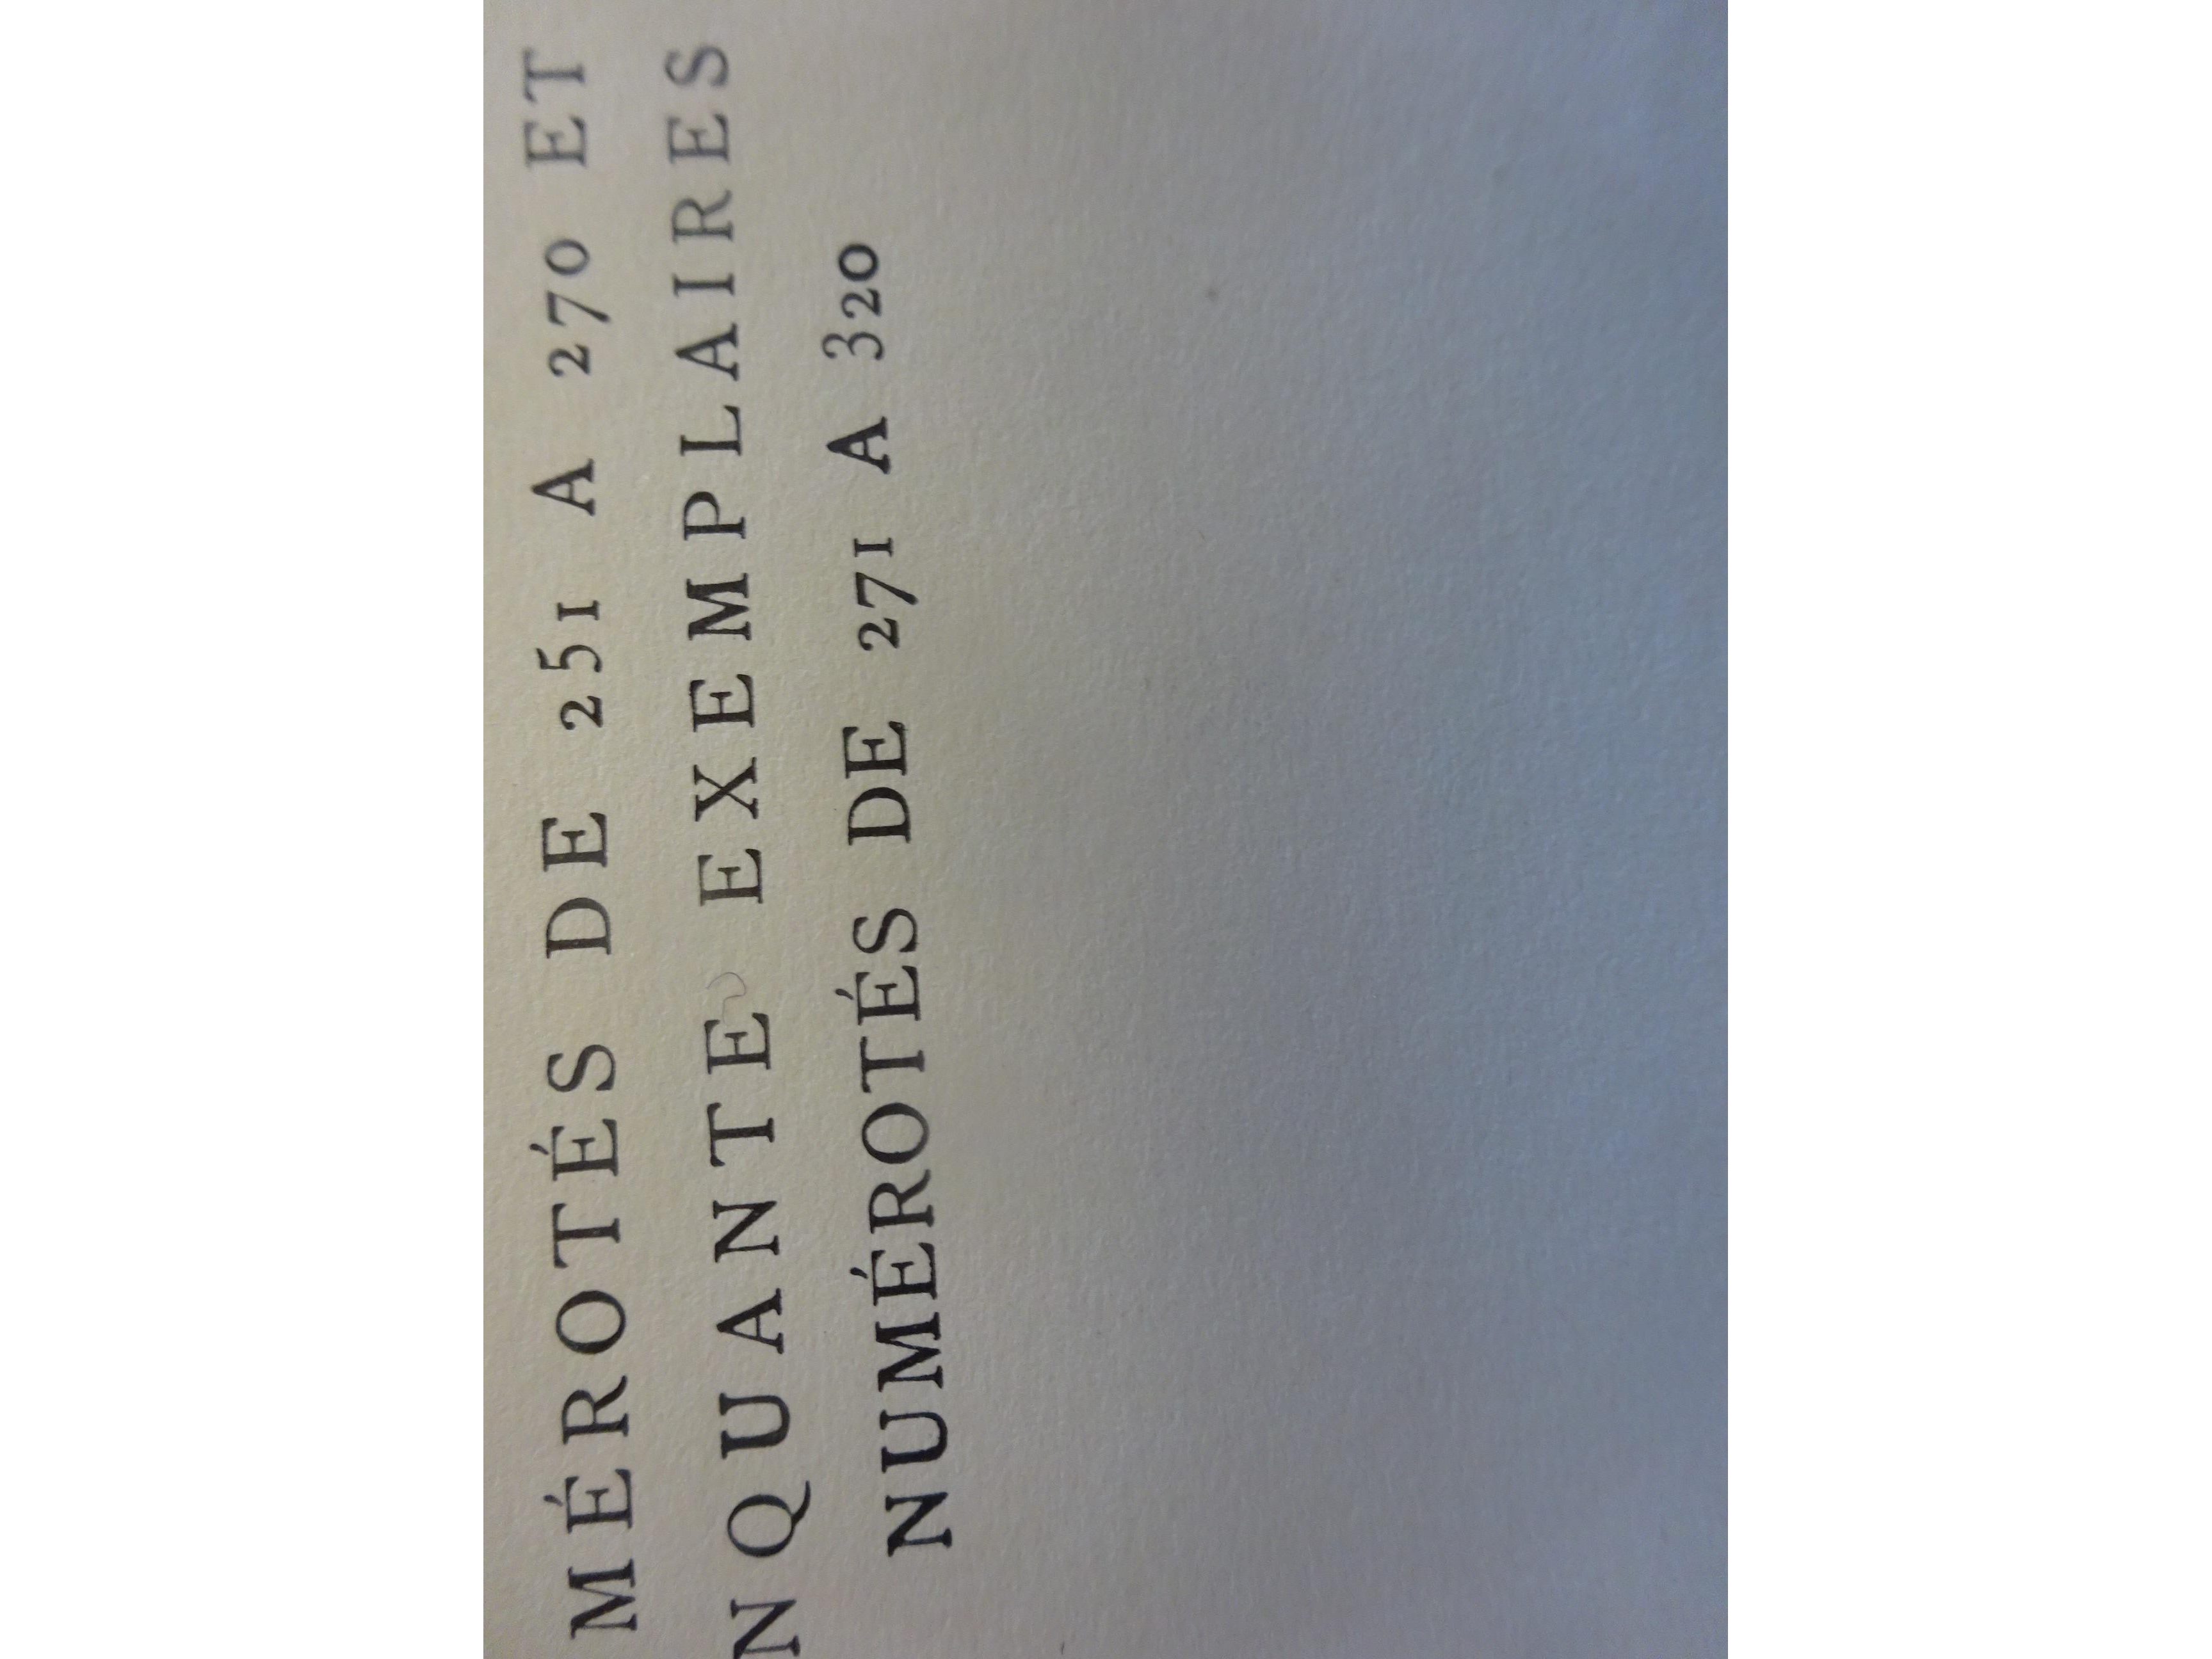 MÉROTÉS DE 251 A 270 ET
NQUANTE EXEMPLAIRES
NUMÉROTÉS DE 271 A 320